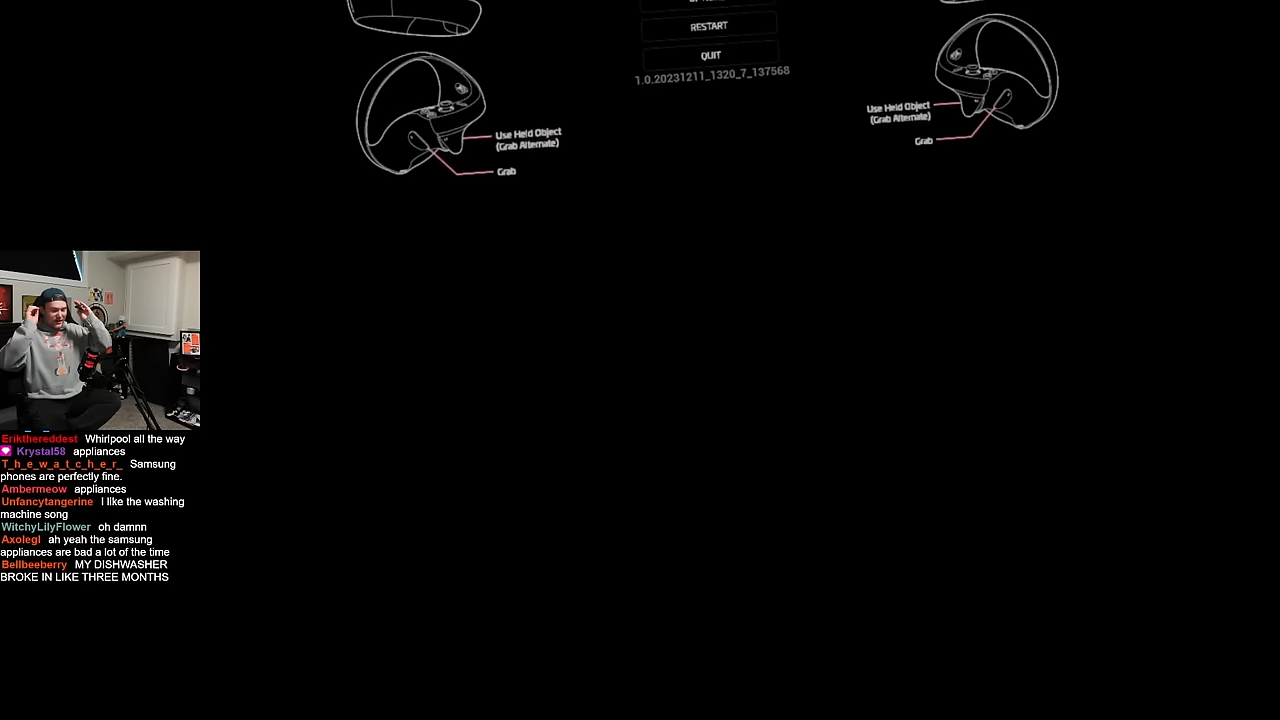 RESTART
QUIT
1.0.20231211_1320_7_137568
Use Held Object
(Grab Alternate)
Grab
Use Held Object
(Grab Alternate)
Grab
Erikthereddest Whirlpool all the way
Krystal58 appliances
T_h_e_w_a_t_c_h_e_r_ Samsung
phones are perfectly fine.
Ambermeow appliances
Unfancytangerine I like the washing
machine song
WitchyLilyFlower oh damnn
Axolegl ah yeah the samsung
appliances are bad a lot of the time
Bellbeeberry MY DISHWASHER
BROKE IN LIKE THREE MONTHS